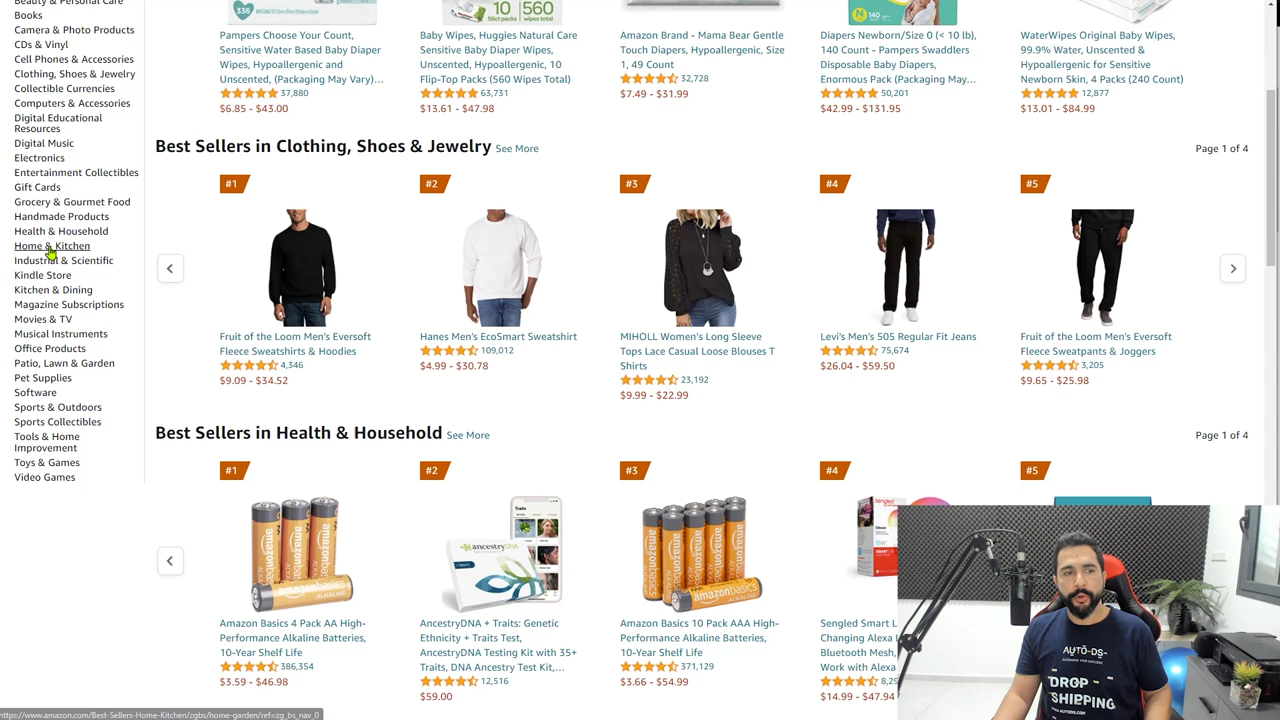 Beauty & Personal Care
Books
Camera & Photo Products
CDs & Vinyl
Cell Phones & Accessories
Clothing, Shoes & Jewelry
Collectible Currencies
Computers & Accessories
Digital Educational
Resources
Digital Music
Electronics
Entertainment Collectibles
Gift Cards
Grocery & Gourmet Food
Handmade Products
Health & Household
Home & Kitchen
Industrial & Scientific
Kindle Store
Kitchen & Dining
Magazine Subscriptions
Movies & TV
Musical Instruments
Office Products
Patio, Lawn & Garden
Pet Supplies
Software
Sports & Outdoors
Sports Collectibles
Tools & Home
Improvement
Toys & Games
Video Games
336
Pampers Choose Your Count,
Sensitive Water Based Baby Diaper
Wipes, Hypoallergenic and
Unscented, (Packaging May Vary)...
37,880
$6.85 - $43.00
10 560
56ct packs wipes total
Baby Wipes, Huggies Natural Care
Sensitive Baby Diaper Wipes,
Unscented, Hypoallergenic, 10
Flip-Top Packs (560 Wipes Total)
63,731
$13.61 - $47.98
Amazon Brand - Mama Bear Gentle
Touch Diapers, Hypoallergenic, Size
1, 49 Count
32,728
$7.49 - $31.99
N 140
Diapers Newborn/Size 0 (< 10 lb),
140 Count - Pampers Swaddlers
Disposable Baby Diapers,
Enormous Pack (Packaging May...
50,201
$42.99 - $131.95
WaterWipes Original Baby Wipes,
99.9% Water, Unscented &
Hypoallergenic for Sensitive
Newborn Skin, 4 Packs (240 Count)
12,877
$13.01 - $84.99
Best Sellers in Clothing, Shoes & Jewelry See More
Page 1 of 4
#1
Fruit of the Loom Men's Eversoft
Fleece Sweatshirts & Hoodies
4,346
$9.09 - $34.52
#2
Hanes Men's EcoSmart Sweatshirt
109,012
$4.99 - $30.78
#3
MIHOLL Women's Long Sleeve
Tops Lace Casual Loose Blouses T
Shirts
23,192
$9.99 - $22.99
#4
Levi's Men's 505 Regular Fit Jeans
75,674
$26.04 - $59.50
#5
Fruit of the Loom Men's Eversoft
Fleece Sweatpants & Joggers
3,205
$9.65 - $25.98
Best Sellers in Health & Household See More
Page 1 of 4
#1
amazonbasics
ALKALINE
Amazon Basics 4 Pack AA High-
Performance Alkaline Batteries,
10-Year Shelf Life
386,354
$3.59 - $46.98
#2
Traits
ancestryDNA
AncestryDNA + Traits: Genetic
Ethnicity + Traits Test,
AncestryDNA Testing Kit with 35+
Traits, DNA Ancestry Test Kit,...
12,516
$59.00
#3
amazonbasics
Amazon Basics 10 Pack AAA High-
Performance Alkaline Batteries,
10-Year Shelf Life
371,129
$3.66 - $54.99
#4
sengled
Sengled Smart L
Changing Alexa
Bluetooth Mesh,
Work with Alexa
8,29
$14.99 - $47.94
#5
AUTO-DS
DROP
SHIPPING
https://www.amazon.com/Best-Sellers-Home-Kitchen/zgbs/home-garden/ref=zg_bs_nav_0